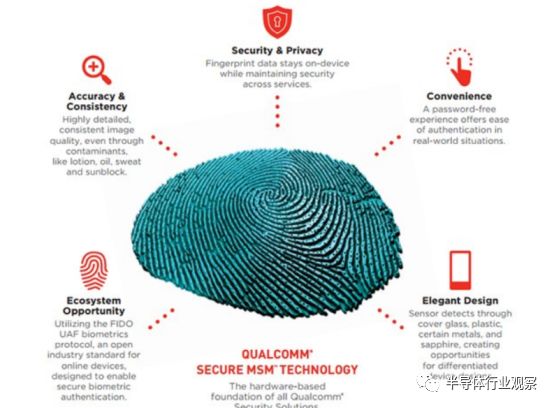 Security & Privacy
Fingerprint data stays on-device
while maintaining security
across services.
Accuracy &
Consistency
Highly detailed,
consistent image
quality, even through
contaminants,
like lotion, oil, sweat
and sunblock.
Convenience
A password-free
experience offers ease
of authentication in
real-world situations.
Ecosystem
Opportunity
Utilizing the FIDO
UAF biometrics
protocol, an open
industry standard for
online devices,
designed to enable
secure biometric
authentication.
Elegant Design
Sensor detects through
cover glass, plastic,
certain metals, and
sapphire, creating
opportunities
for differentiated
QUALCOMM®
SECURE MSM™ TECHNOLOGY
The hardware-based
foundation of all Qualcomm®
Security Solutions
半导体行业观察